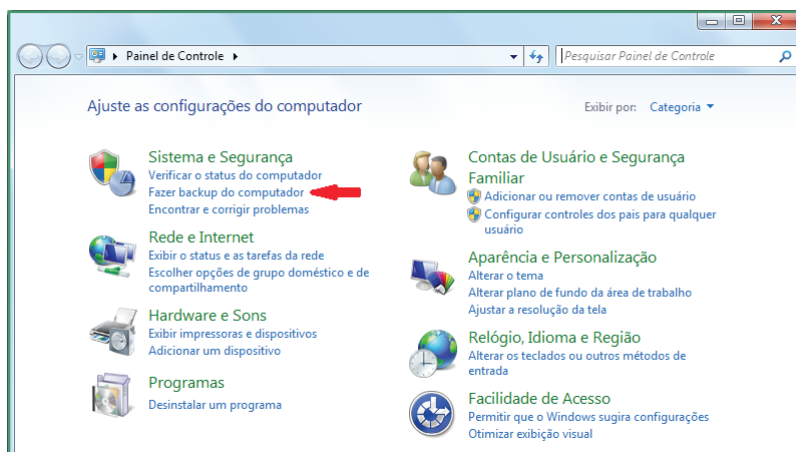 Painel de Controle
Pesquisar Painel de Controle
Ajuste as configurações do computador
Exibir por: Categoria
Sistema e Segurança
Verificar o status do computador
Fazer backup do computador
Encontrar e corrigir problemas
Rede e Internet
Exibir o status e as tarefas da rede
Escolher opções de grupo doméstico e de
compartilhamento
Hardware e Sons
Exibir impressoras e dispositivos
Adicionar um dispositivo
Programas
Desinstalar um programa
Contas de Usuário e Segurança
Familiar
Adicionar ou remover contas de usuário
Configurar controles dos pais para qualquer
usuário
Aparência e Personalização
Alterar o tema
Alterar plano de fundo da área de trabalho
Ajustar a resolução da tela
Relógio, Idioma e Região
Alterar os teclados ou outros métodos de
entrada
Facilidade de Acesso
Permitir que o Windows sugira configurações
Otimizar exibição visual